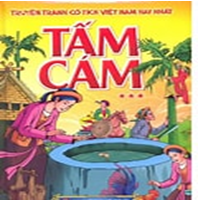 TRUYỆN TRANH CỔ TÍCH VIỆT NAM HAY NHẤT
TẤM
CÁM